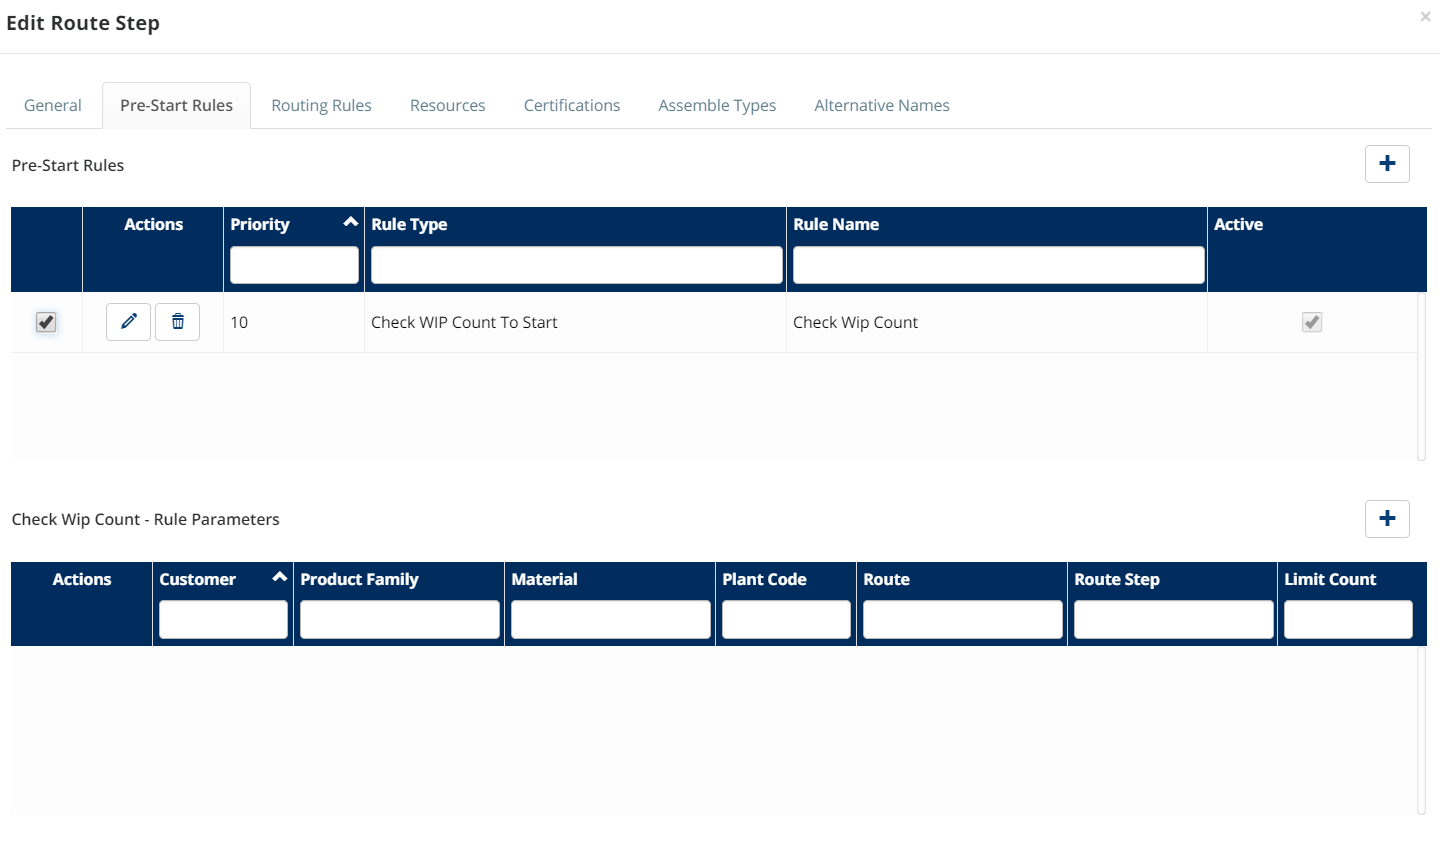 Edit Route Step
×
General Pre-Start Rules Routing Rules Resources Certifications Assemble Types Alternative Names
Pre-Start Rules
Actions Priority Rule Type Rule Name Active
10 Check WIP Count To Start Check Wip Count
Check Wip Count - Rule Parameters
Actions Customer Product Family Material Plant Code Route Route Step Limit Count